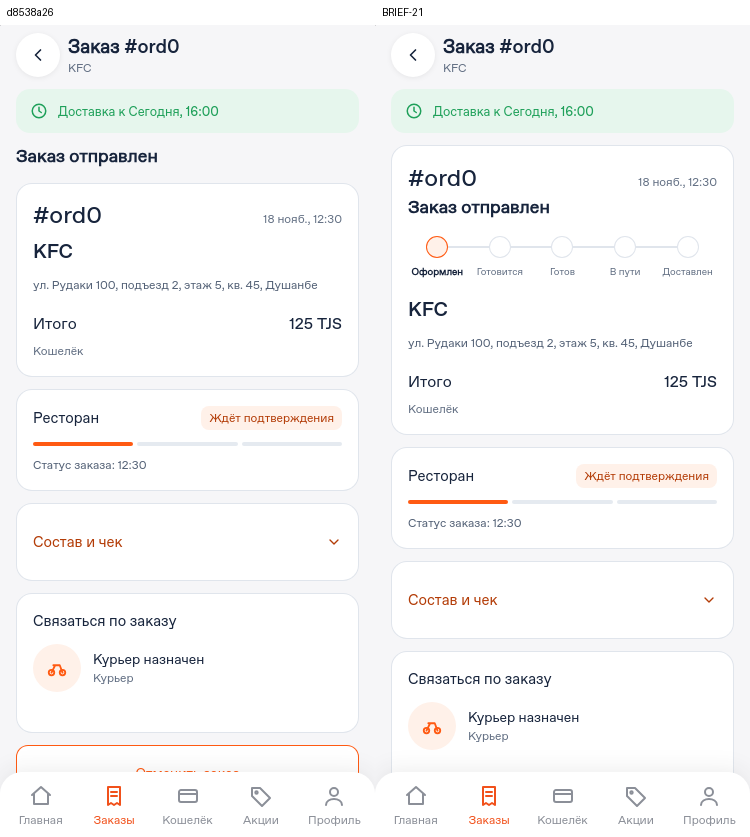 d8538a26
Заказ #ord0
KFC
Доставка к Сегодня, 16:00
Заказ отправлен
#ord0
18 нояб., 12:30
KFC
ул. Рудаки 100, подъезд 2, этаж 5, кв. 45, Душанбе
Итого
125 TJS
Кошелёк
Ресторан
Ждёт подтверждения
Статус заказа: 12:30
Состав и чек
Связаться по заказу
Курьер назначен
Курьер
Главная
Заказы
Кошелёк
Акции
Профиль
BRIEF-21
Заказ #ord0
KFC
Доставка к Сегодня, 16:00
#ord0
18 нояб., 12:30
Заказ отправлен
Оформлен
Готовится
Готов
В пути
Доставлен
KFC
ул. Рудаки 100, подъезд 2, этаж 5, кв. 45, Душанбе
Итого
125 TJS
Кошелёк
Ресторан
Ждёт подтверждения
Статус заказа: 12:30
Состав и чек
Связаться по заказу
Курьер назначен
Курьер
Главная
Заказы
Кошелёк
Акции
Профиль